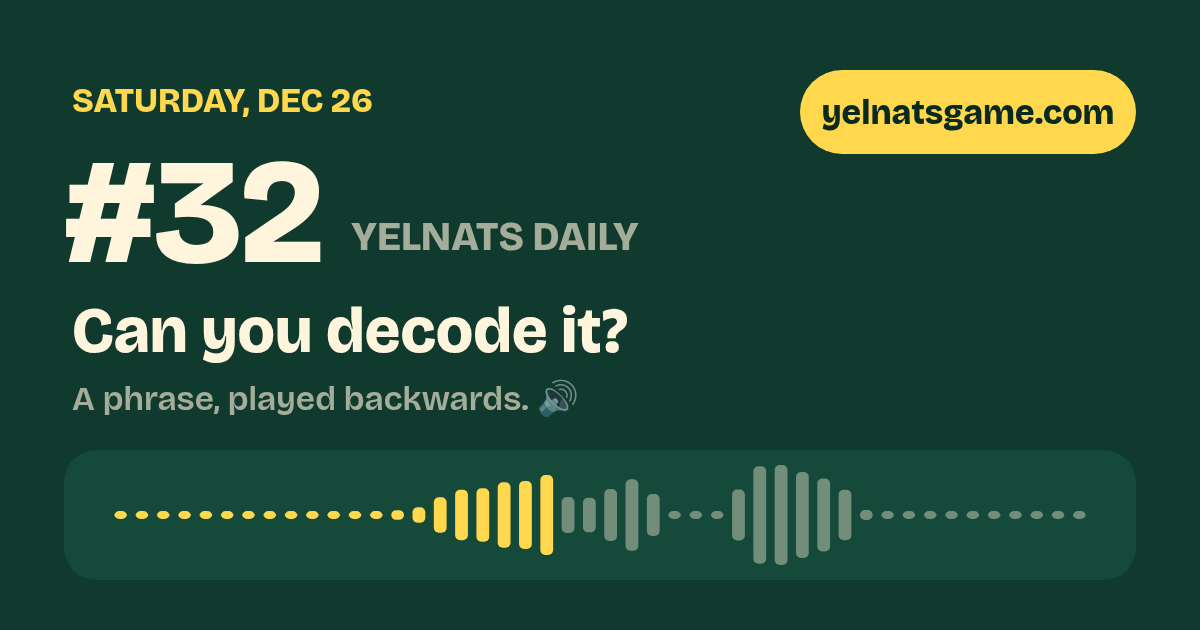 SATURDAY, DEC 26
yelnatsgame.com
#32 YELNATS DAILY
Can you decode it?
A phrase, played backwards. 🔊